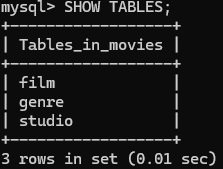 mysql> SHOW TABLES;
+------------------+
| Tables_in_movies |
+------------------+
| film             |
| genre            |
| studio           |
+------------------+
3 rows in set (0.01 sec)